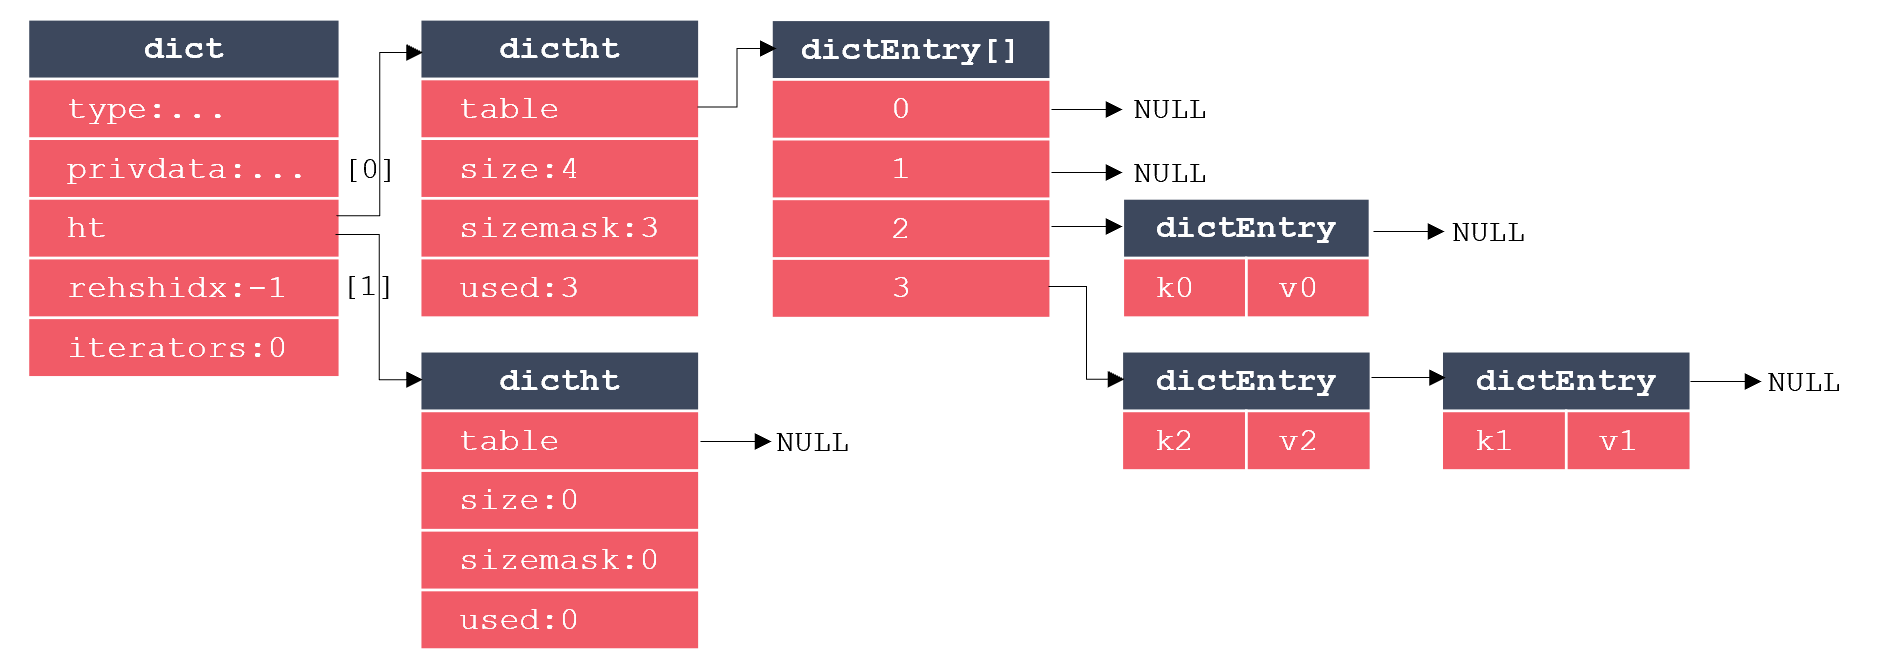 dict
type:...
privdata:...
ht
rehshidx:-1
iterators:0
[0]
[1]
dictht
table
size:4
sizemask:3
used:3
dictht
table
size:0
sizemask:0
used:0
NULL
dictEntry[]
0
1
2
3
NULL
NULL
dictEntry
k0 v0
NULL
dictEntry
k2 v2
dictEntry
k1 v1
NULL